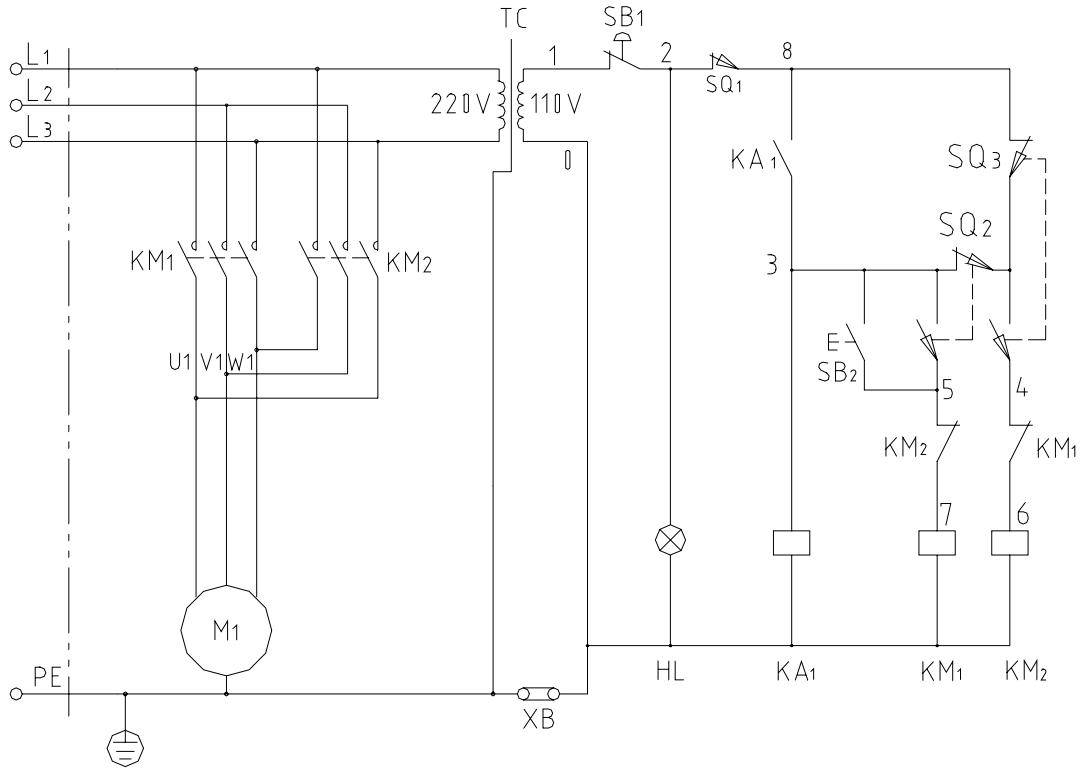 TC
SB1
L1
1
2
8
SQ1
L2
220V
110V
L3
0
KA1
SQ3
SQ2
KM1
KM2
3
E
U1 V1 W1
SB2
5
4
KM2
KM1
7
6
M1
PE
HL
KA1
KM1
KM2
XB